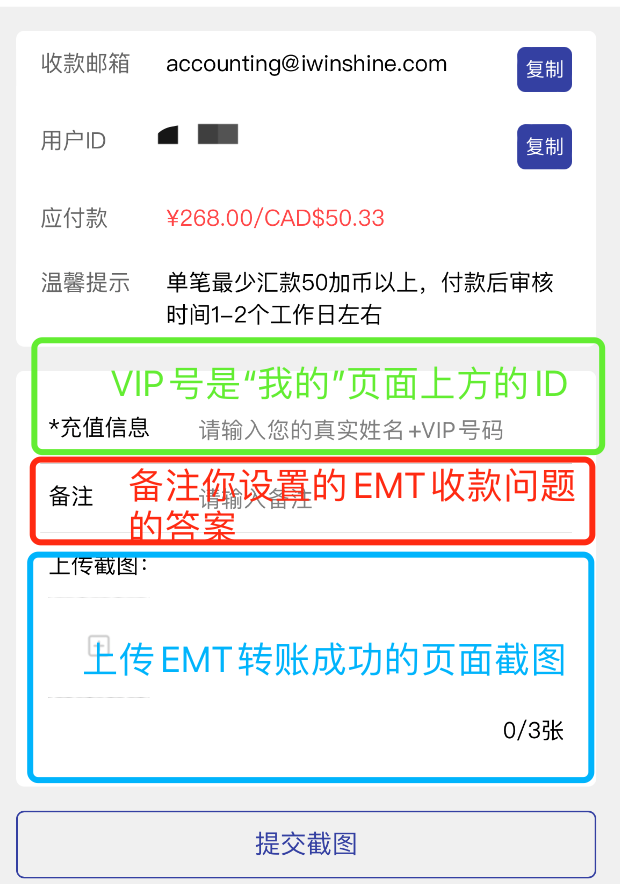 收款邮箱 accounting@iwinshine.com 复制
用户ID 复制
应付款 ¥268.00/CAD$50.33
温馨提示 单笔最少汇款50加币以上，付款后审核
时间1-2个工作日左右
VIP号是“我的”页面上方的ID
*充值信息 请输入您的真实姓名+VIP号码
备注你设置的EMT收款问题
备注 请输入备注
的答案
上传截图：
上传EMT转账成功的页面截图
0/3张
提交截图